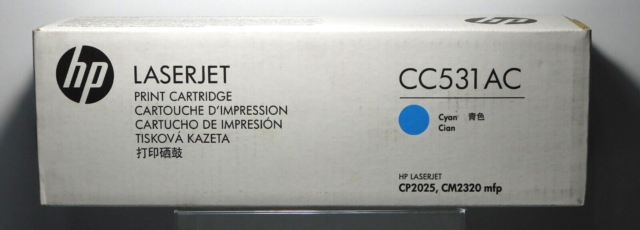 hp
LASERJET
PRINT CARTRIDGE
CARTOUCHE D'IMPRESSION
CARTUCHO DE IMPRESIÓN
TISKOVÁ KAZETA
打印硒鼓
CC531AC
Cyan 青色
Cian
HP LASERJET
CP2025, CM2320 mfp